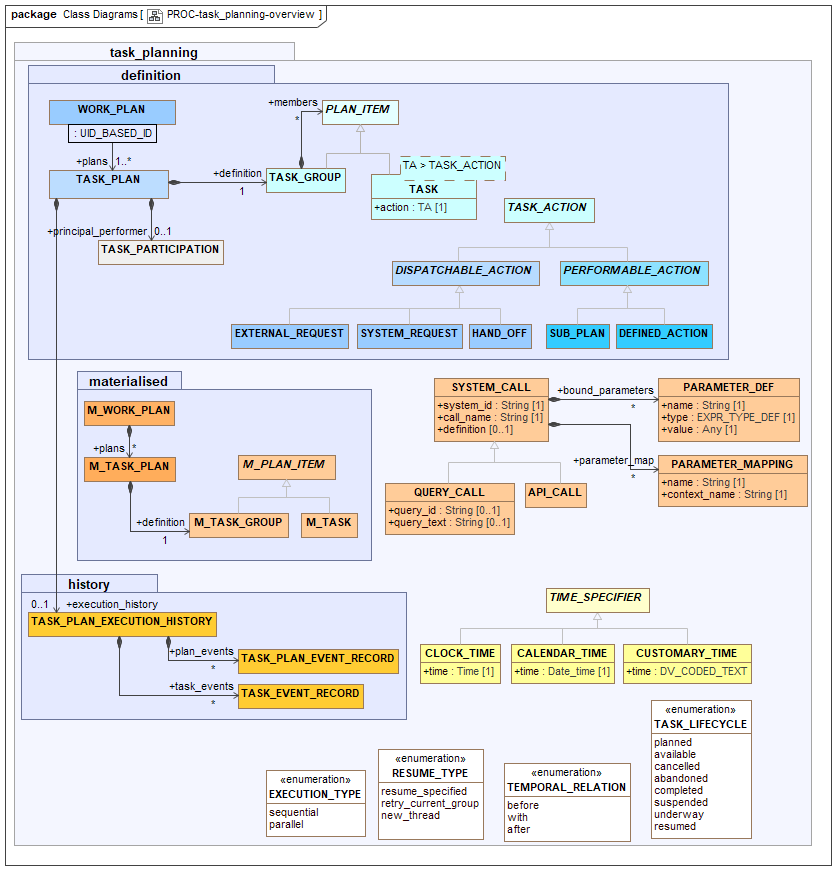 package Class Diagrams [ PROC-task_planning-overview ]
task_planning
definition
WORK_PLAN
: UID_BASED_ID
+plans 1..*
TASK_PLAN
+definition
1
+members
*
PLAN_ITEM
TASK_GROUP
TA > TASK_ACTION
TASK
+action : TA [1]
+principal_performer 0..1
TASK_PARTICIPATION
TASK_ACTION
DISPATCHABLE_ACTION
PERFORMABLE_ACTION
EXTERNAL_REQUEST
SYSTEM_REQUEST
HAND_OFF
SUB_PLAN
DEFINED_ACTION
materialised
M_WORK_PLAN
+plans *
M_TASK_PLAN
+definition
1
M_PLAN_ITEM
M_TASK_GROUP
M_TASK
SYSTEM_CALL
+system_id : String [1]
+call_name : String [1]
+definition [0..1]
+bound_parameters
*
PARAMETER_DEF
+name : String [1]
+type : EXPR_TYPE_DEF [1]
+value : Any [1]
+parameter_map
*
PARAMETER_MAPPING
+name : String [1]
+context_name : String [1]
QUERY_CALL
+query_id : String [0..1]
+query_text : String [0..1]
API_CALL
history
0..1 +execution_history
TASK_PLAN_EXECUTION_HISTORY
+plan_events
*
TASK_PLAN_EVENT_RECORD
+task_events
*
TASK_EVENT_RECORD
TIME_SPECIFIER
CLOCK_TIME
+time : Time [1]
CALENDAR_TIME
+time : Date_time [1]
CUSTOMARY_TIME
+time : DV_CODED_TEXT
«enumeration»
EXECUTION_TYPE
sequential
parallel
«enumeration»
RESUME_TYPE
resume_specified
retry_current_group
new_thread
«enumeration»
TEMPORAL_RELATION
before
with
after
«enumeration»
TASK_LIFECYCLE
planned
available
cancelled
abandoned
completed
suspended
underway
resumed